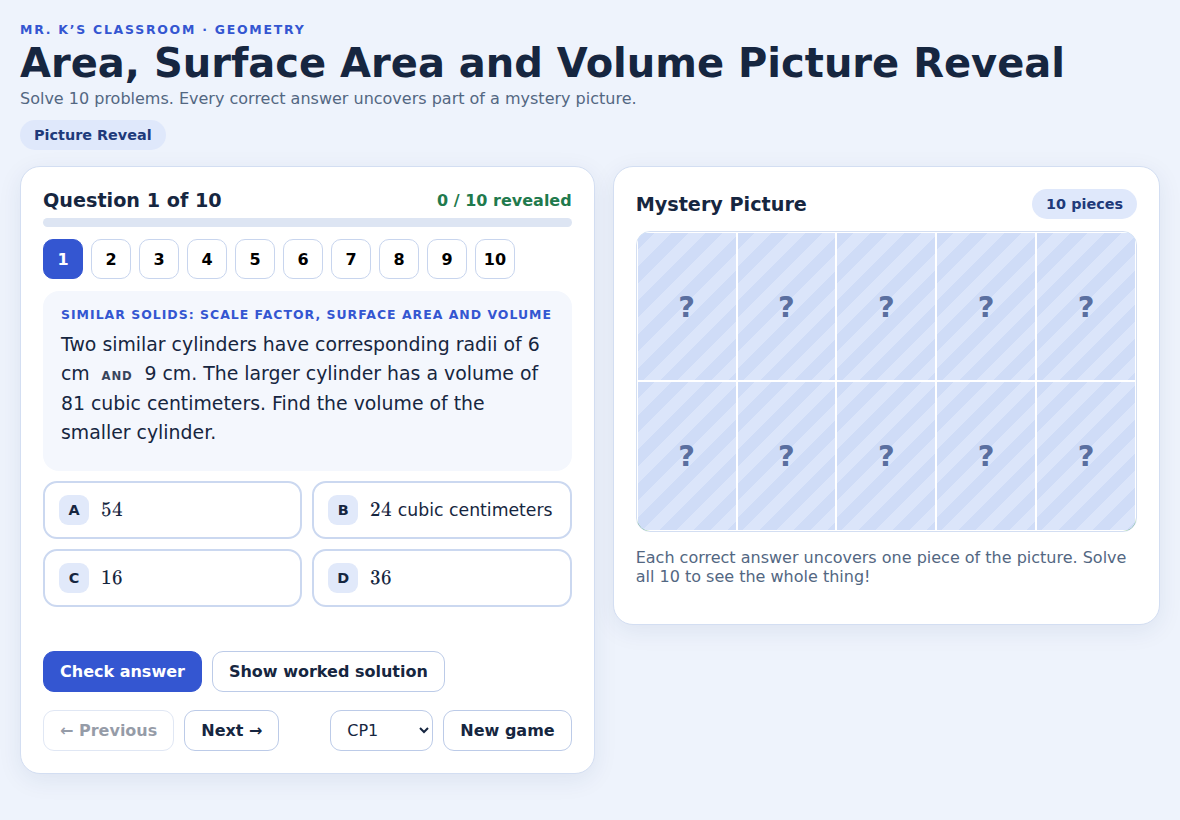 MR. K’S CLASSROOM · GEOMETRY
Area, Surface Area and Volume Picture Reveal
Solve 10 problems. Every correct answer uncovers part of a mystery picture.
Picture Reveal
Question 1 of 10
0 / 10 revealed
1 2 3 4 5 6 7 8 9 10
SIMILAR SOLIDS: SCALE FACTOR, SURFACE AREA AND VOLUME
Two similar cylinders have corresponding radii of 6
cm AND 9 cm. The larger cylinder has a volume of
81 cubic centimeters. Find the volume of the
smaller cylinder.
A 54
B 24 cubic centimeters
C 16
D 36
Check answer
Show worked solution
← Previous
Next →
CP1
New game
Mystery Picture
10 pieces
? ? ? ? ?
? ? ? ? ?
Each correct answer uncovers one piece of the picture. Solve
all 10 to see the whole thing!